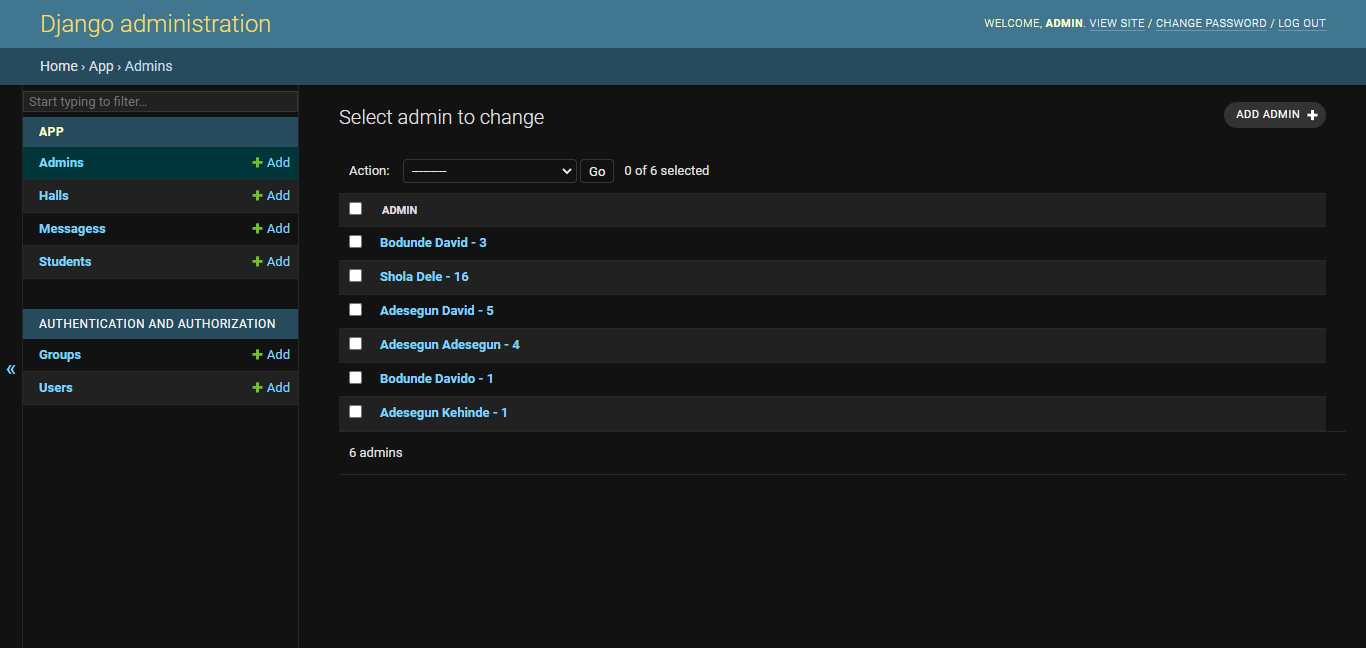 Django administration
WELCOME, ADMIN. VIEW SITE / CHANGE PASSWORD / LOG OUT
Home › App › Admins
Start typing to filter…
APP
Admins + Add
Halls + Add
Messagess + Add
Students + Add
AUTHENTICATION AND AUTHORIZATION
Groups + Add
Users + Add
«
Select admin to change
ADD ADMIN +
Action: --------- Go 0 of 6 selected
ADMIN
Bodunde David - 3
Shola Dele - 16
Adesegun David - 5
Adesegun Adesegun - 4
Bodunde Davido - 1
Adesegun Kehinde - 1
6 admins